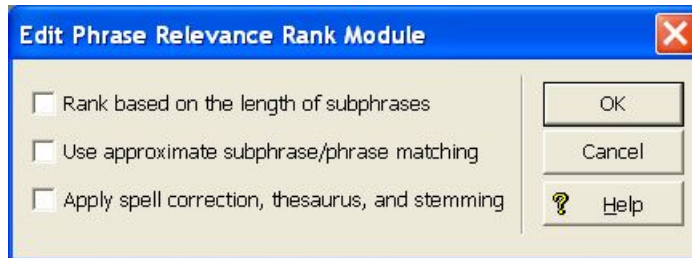 Edit Phrase Relevance Rank Module
Rank based on the length of subphrases
Use approximate subphrase/phrase matching
Apply spell correction, thesaurus, and stemming
OK
Cancel
? Help